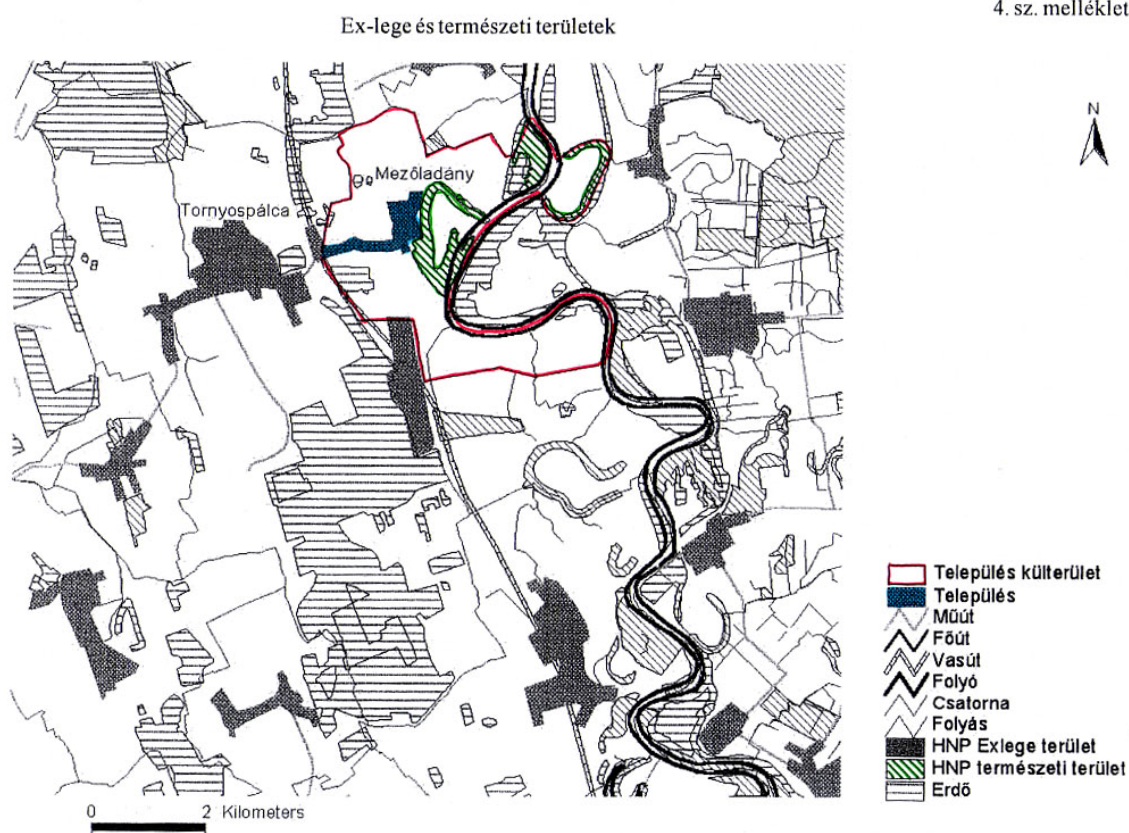 4. sz. melléklet
Ex-lege és természeti területek
N
Mezőladány
Tornyospálca
Település külterület
Település
Műút
Főút
Vasút
Folyó
Csatorna
Folyás
HNP Exlege terület
HNP természeti terület
Erdő
0 2 Kilometers